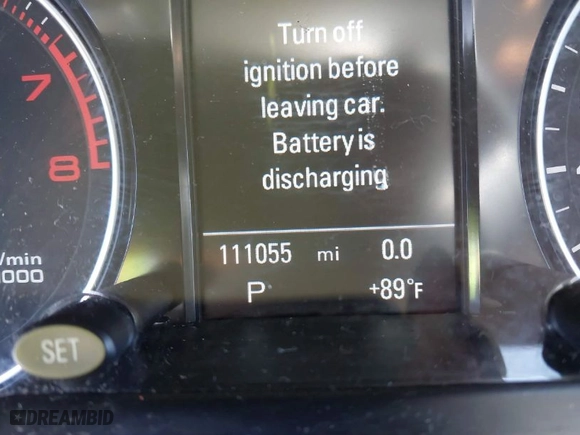 Turn off
ignition before
leaving car.
Battery is
discharging
111055 mi 0.0
P +89°F
7
8
/min
000
SET
DREAMBID